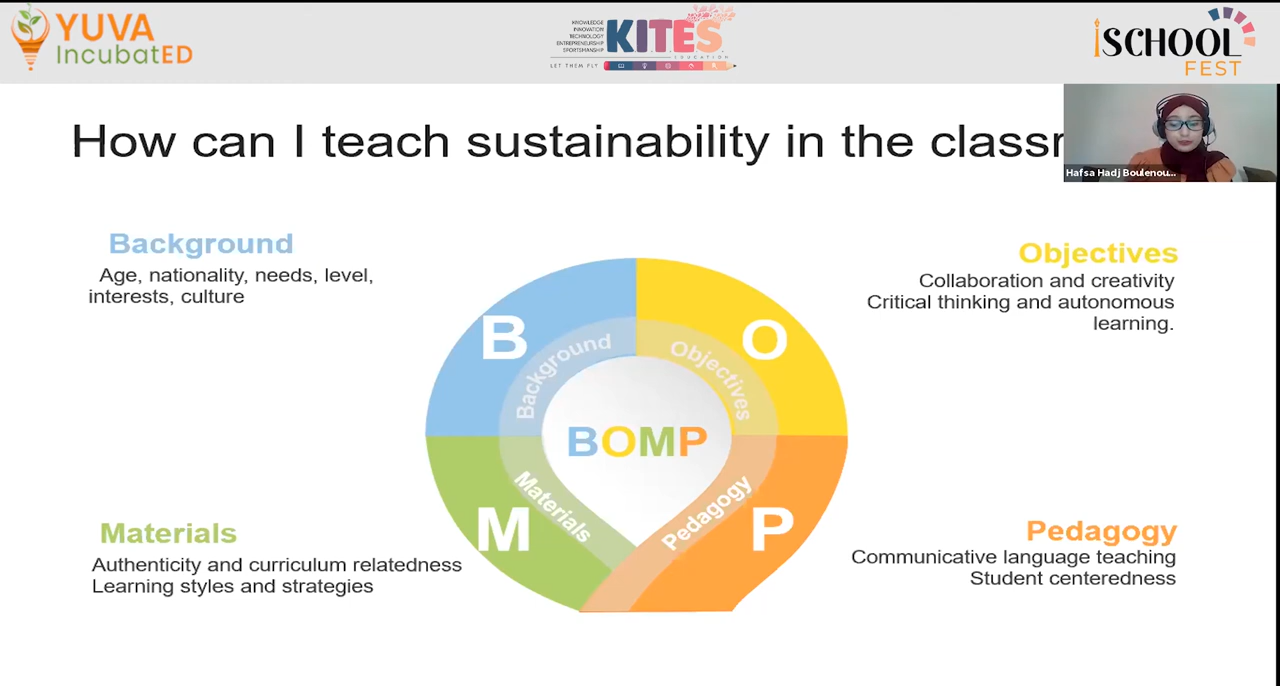 YUVA
IncubatED
KNOWLEDGE
INNOVATION
TECHNOLOGY
ENTREPRENEURSHIP
SPORTSMANSHIP
KITES
EDUCATION
LET THEM FLY
iSCHOOL
FEST
How can I teach sustainability in the classr
Hafsa Hadj Boulenou...
Background
Age, nationality, needs, level,
interests, culture
Objectives
Collaboration and creativity
Critical thinking and autonomous
learning.
B
O
Background
Objectives
BOMP
Materials
Pedagogy
M
P
Materials
Authenticity and curriculum relatedness
Learning styles and strategies
Pedagogy
Communicative language teaching
Student centeredness